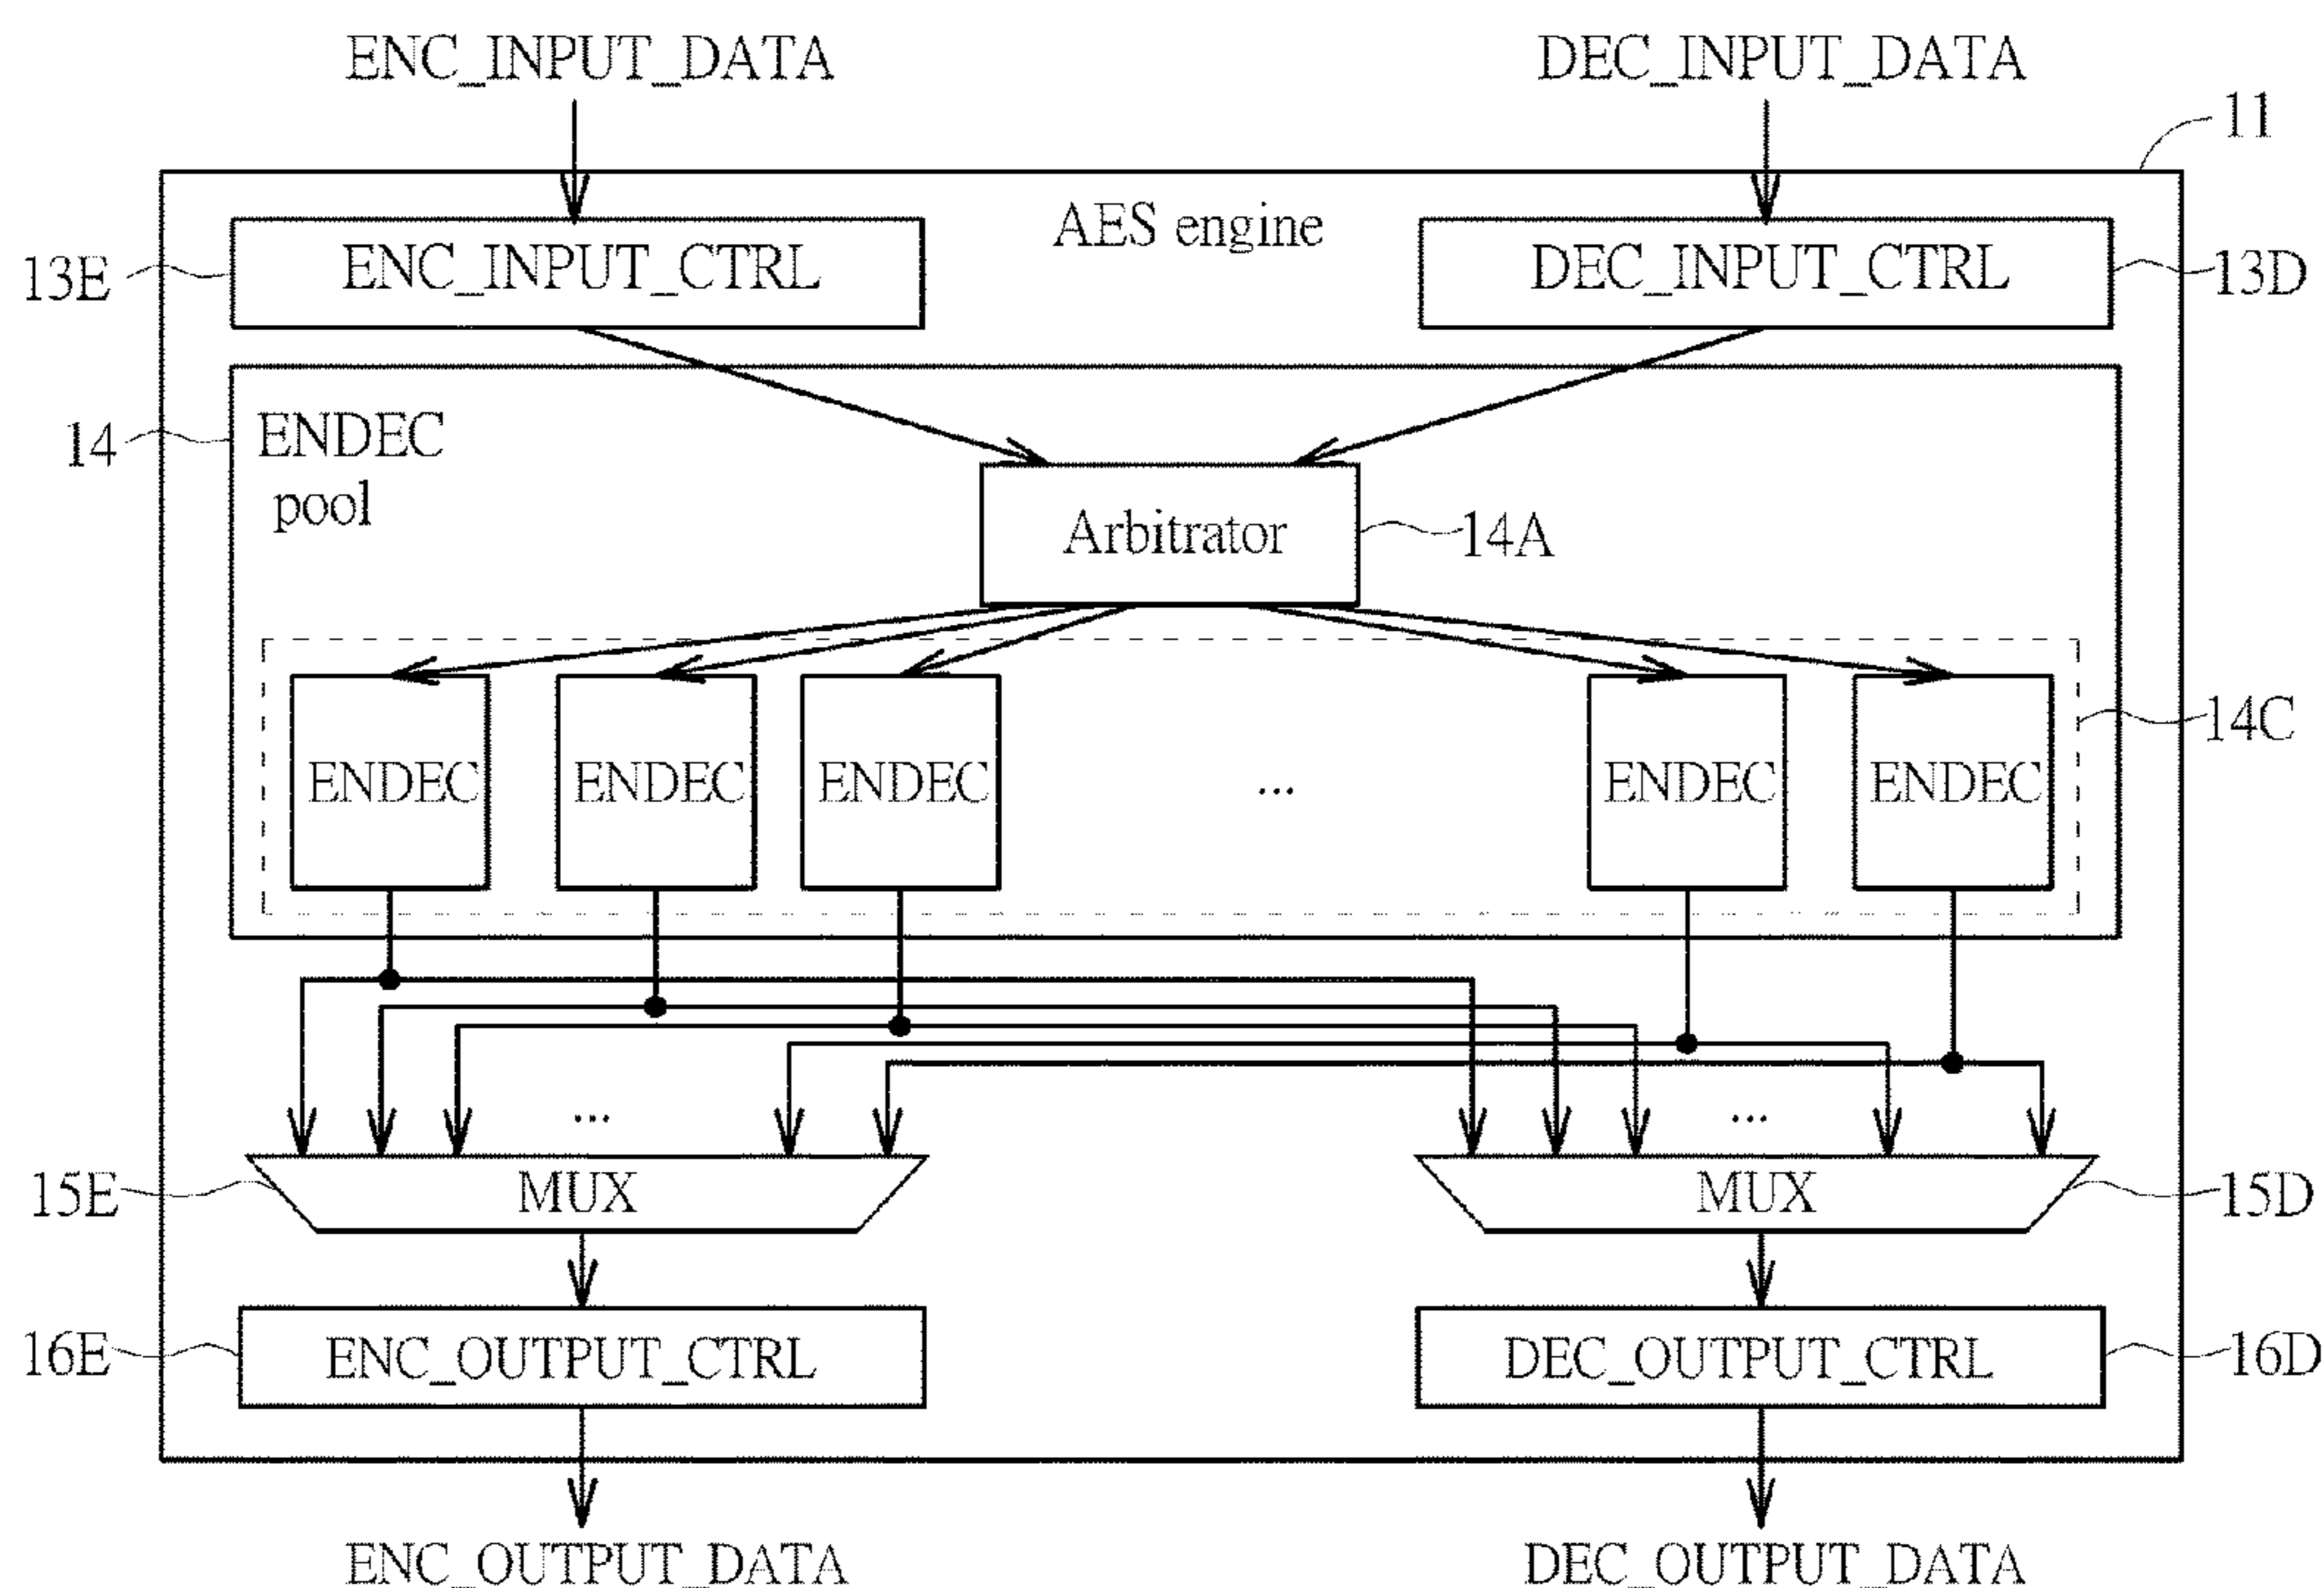 ENC_INPUT_DATA
DEC_INPUT_DATA
11
AES engine
13E
ENC_INPUT_CTRL
DEC_INPUT_CTRL
13D
14
ENDEC
pool
Arbitrator
14A
ENDEC
ENDEC
ENDEC
...
ENDEC
ENDEC
14C
...
...
15E
MUX
MUX
15D
16E
ENC_OUTPUT_CTRL
DEC_OUTPUT_CTRL
16D
ENC_OUTPUT_DATA
DEC_OUTPUT_DATA